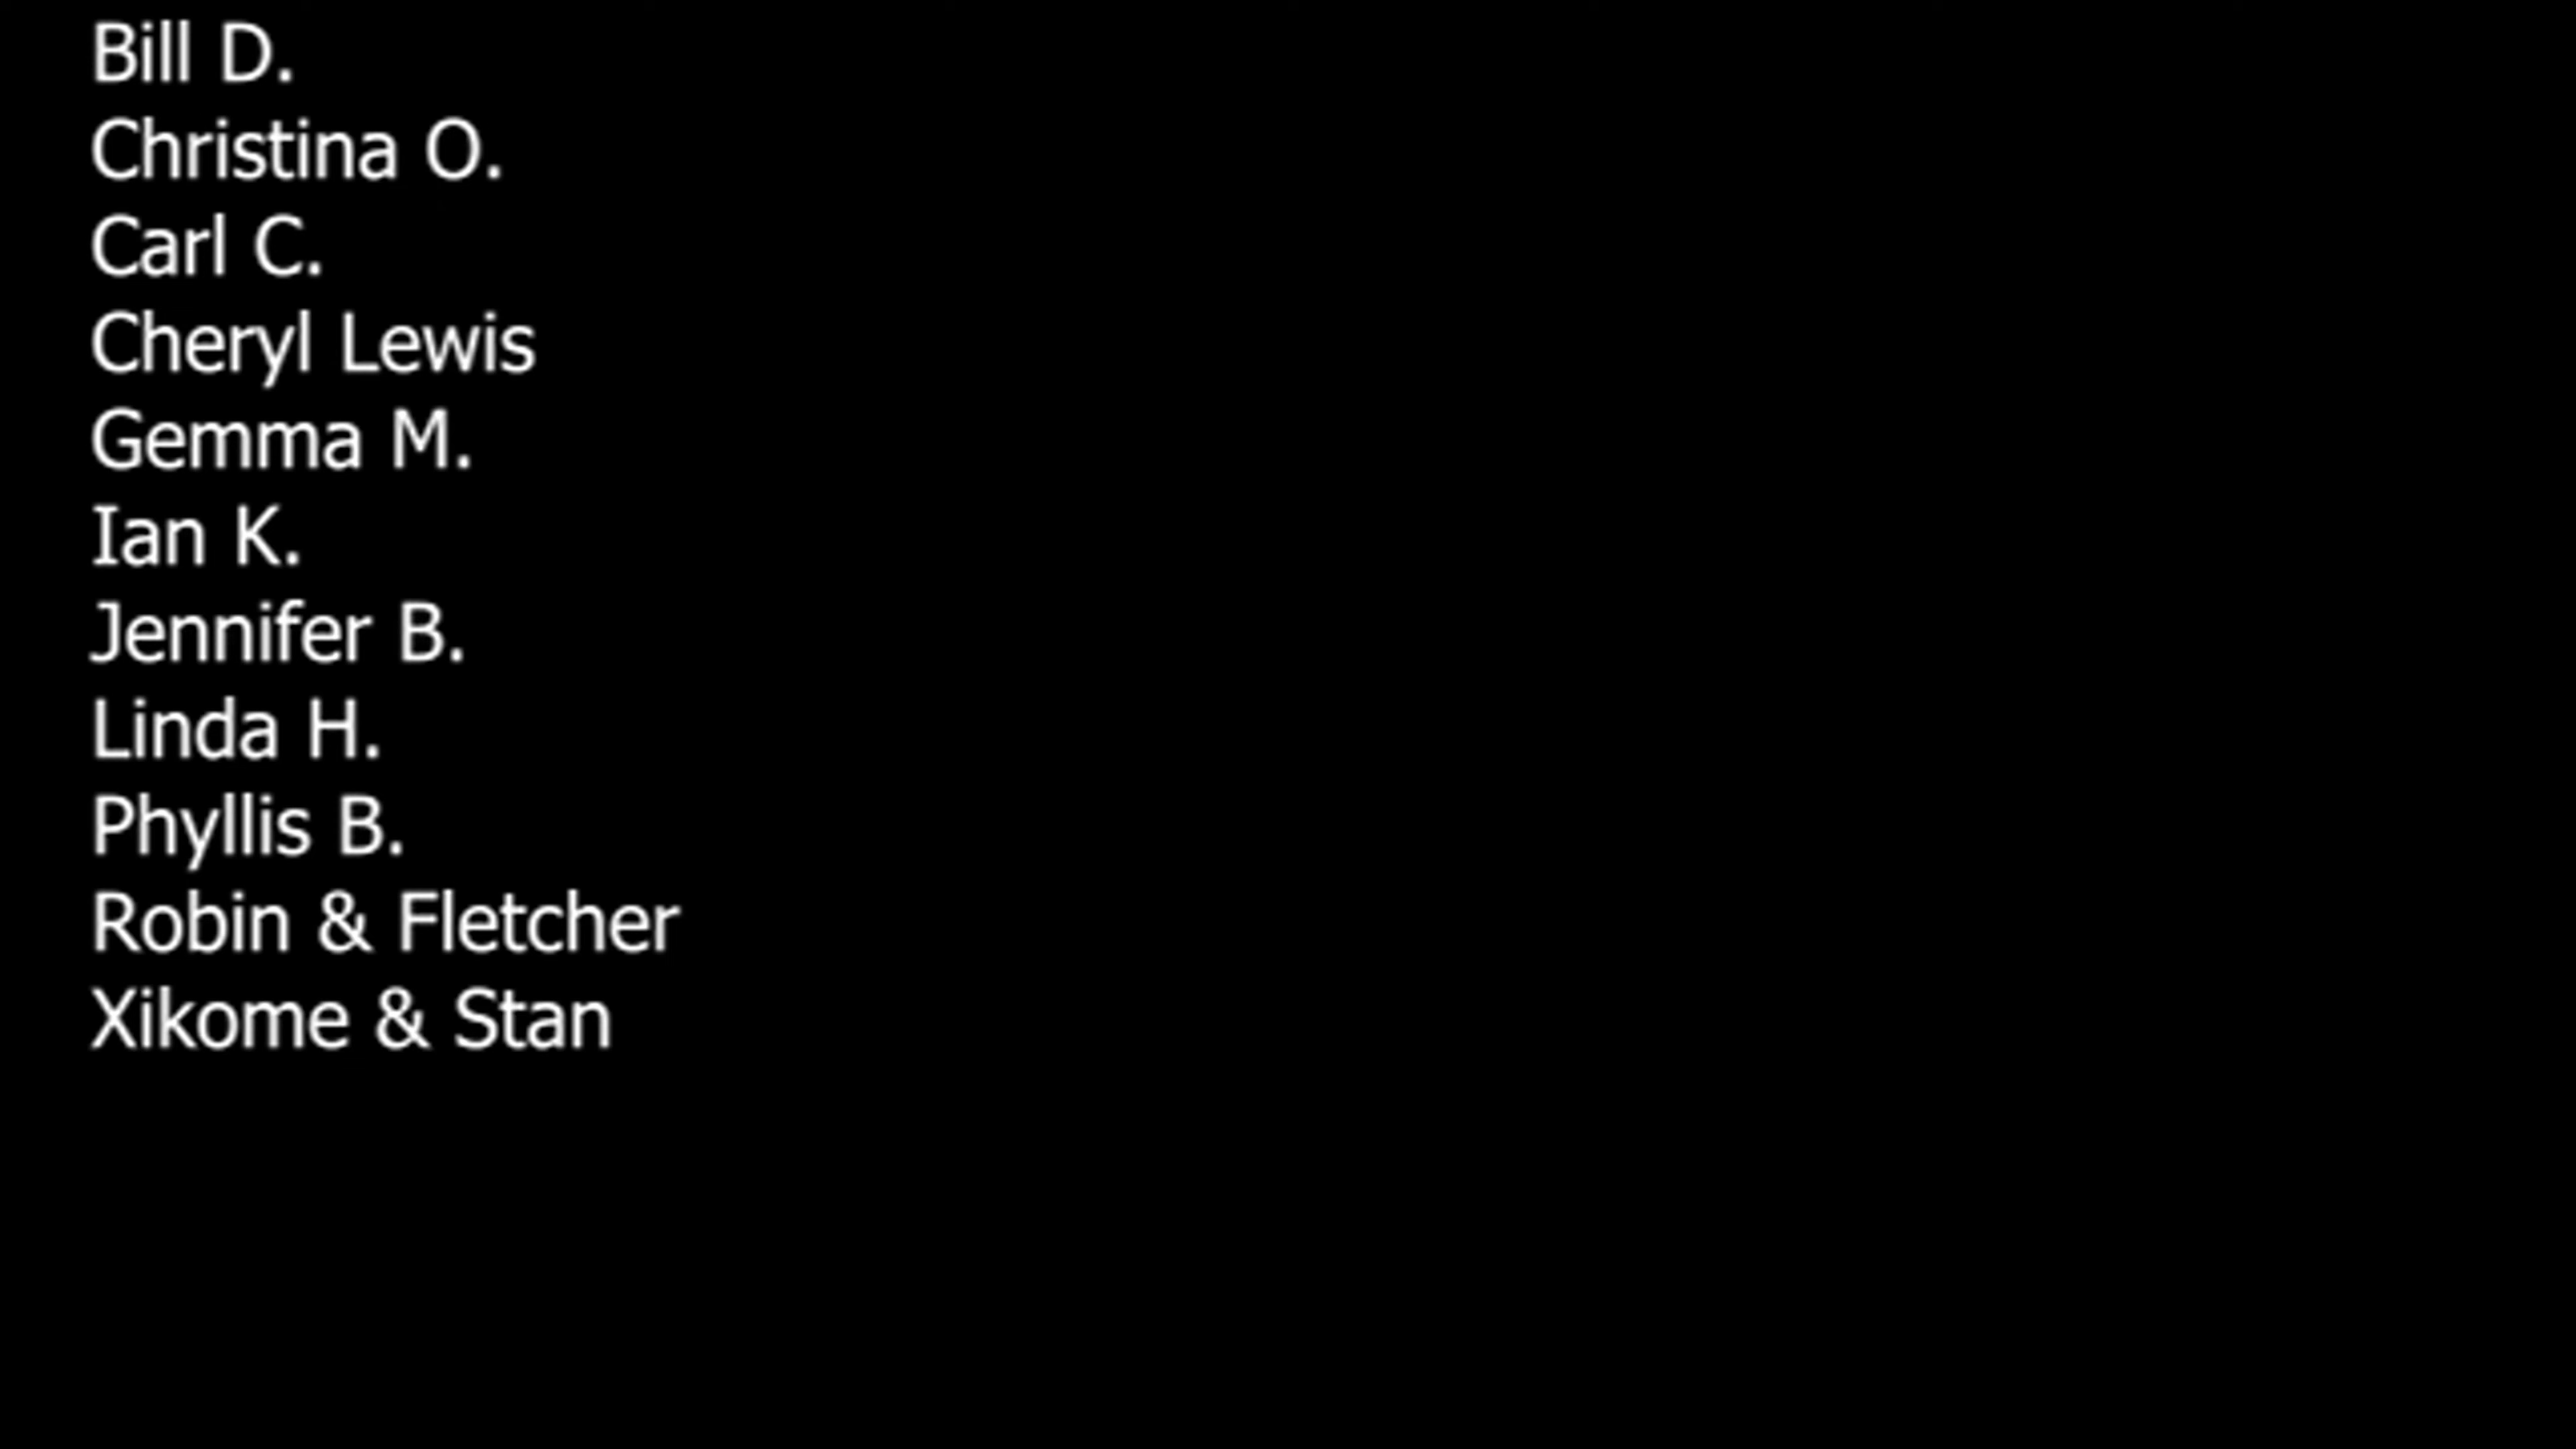 Bill D.
Christina O.
Carl C.
Cheryl Lewis
Gemma M.
Ian K.
Jennifer B.
Linda H.
Phyllis B.
Robin & Fletcher
Xikome & Stan